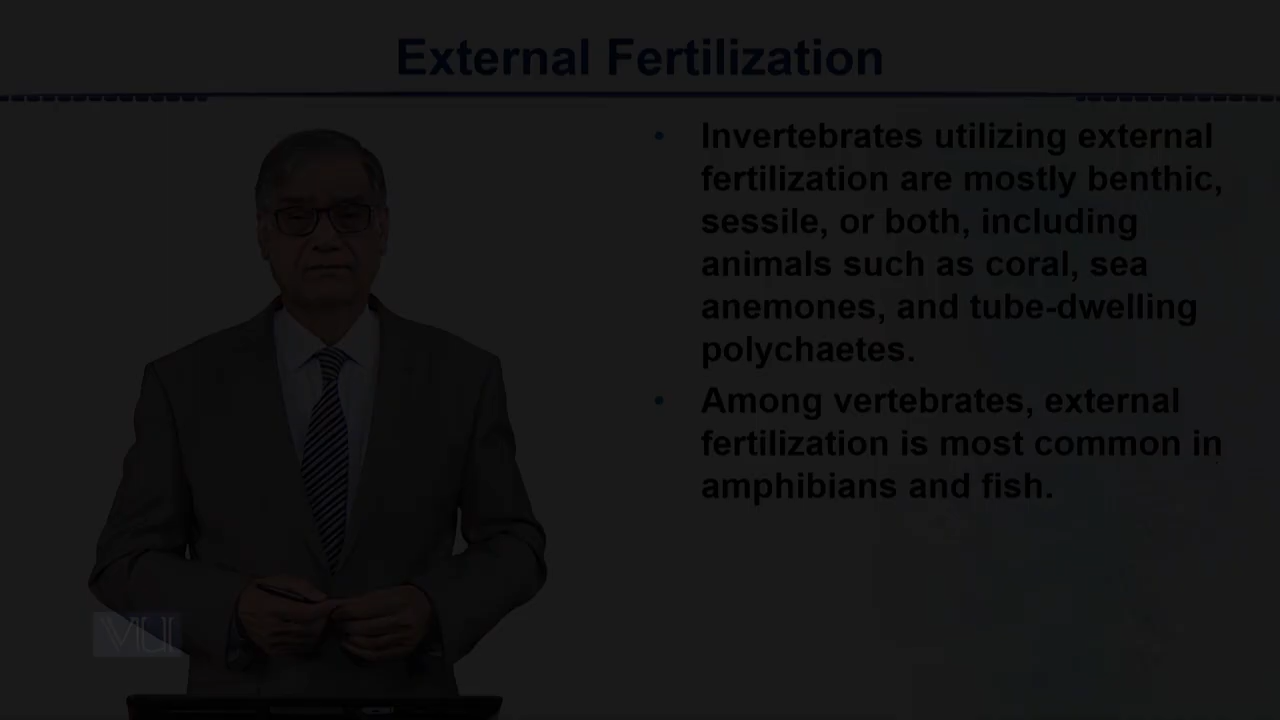 External Fertilization
• Invertebrates utilizing external
fertilization are mostly benthic,
sessile, or both, including
animals such as coral, sea
anemones, and tube-dwelling
polychaetes.
• Among vertebrates, external
fertilization is most common in
amphibians and fish.
VU